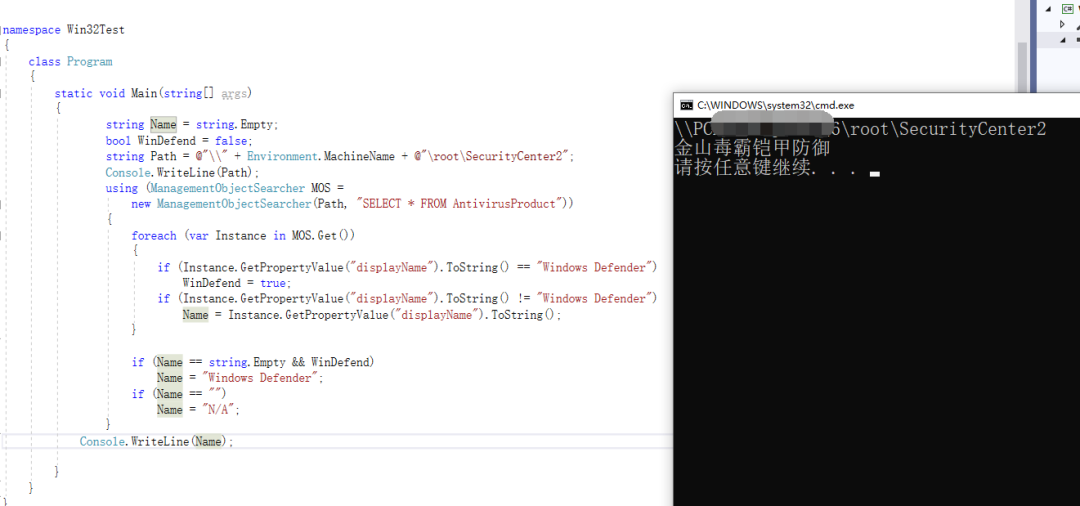 namespace Win32Test
{
class Program
{
static void Main(string[] args)
{
string Name = string.Empty;
bool WinDefend = false;
string Path = @"\\" + Environment.MachineName + @"\root\SecurityCenter2";
Console.WriteLine(Path);
using (ManagementObjectSearcher MOS =
new ManagementObjectSearcher(Path, "SELECT * FROM AntivirusProduct"))
{
foreach (var Instance in MOS.Get())
{
if (Instance.GetPropertyValue("displayName").ToString() == "Windows Defender")
WinDefend = true;
if (Instance.GetPropertyValue("displayName").ToString() != "Windows Defender")
Name = Instance.GetPropertyValue("displayName").ToString();
}
if (Name == string.Empty && WinDefend)
Name = "Windows Defender";
if (Name == "")
Name = "N/A";
}
Console.WriteLine(Name);
}
}
}
C:\WINDOWS\system32\cmd.exe
\\PC 6\root\SecurityCenter2
金山毒霸铠甲防御
请按任意键继续. . .
C#